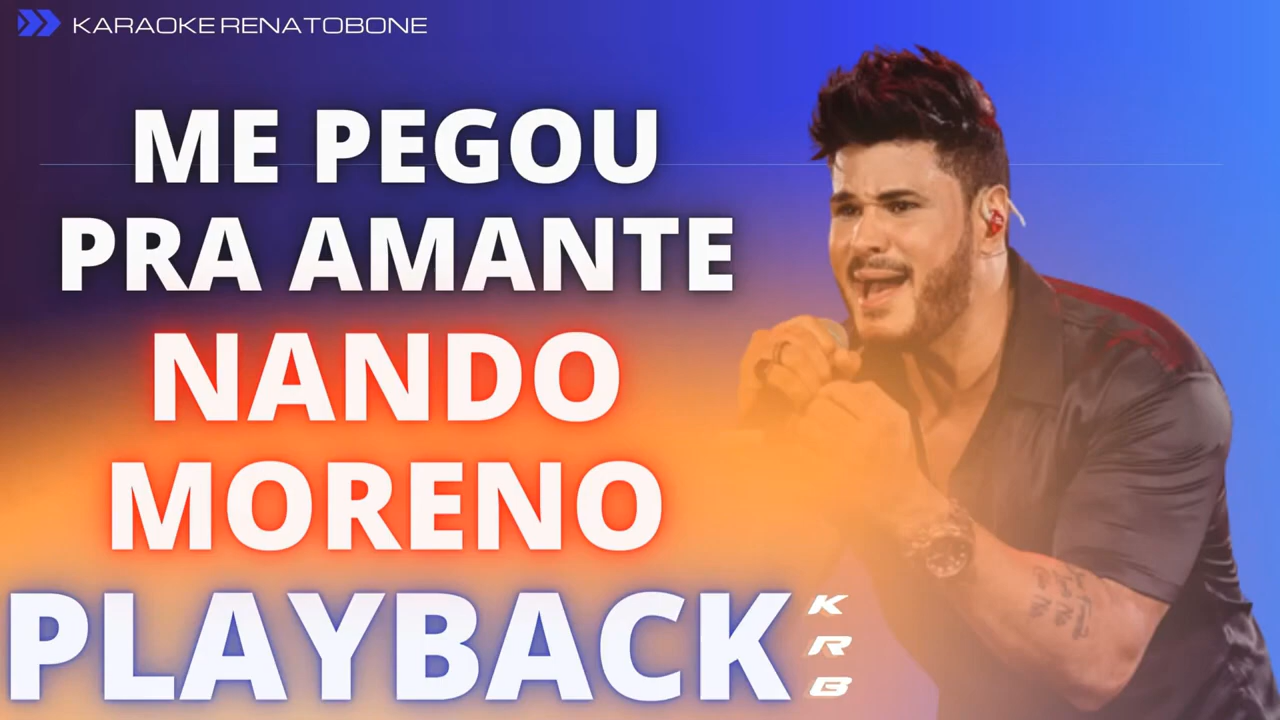 KARAOKE RENATOBONE
ME PEGOU
PRA AMANTE
NANDO
MORENO
PLAYBACK
K
R
B